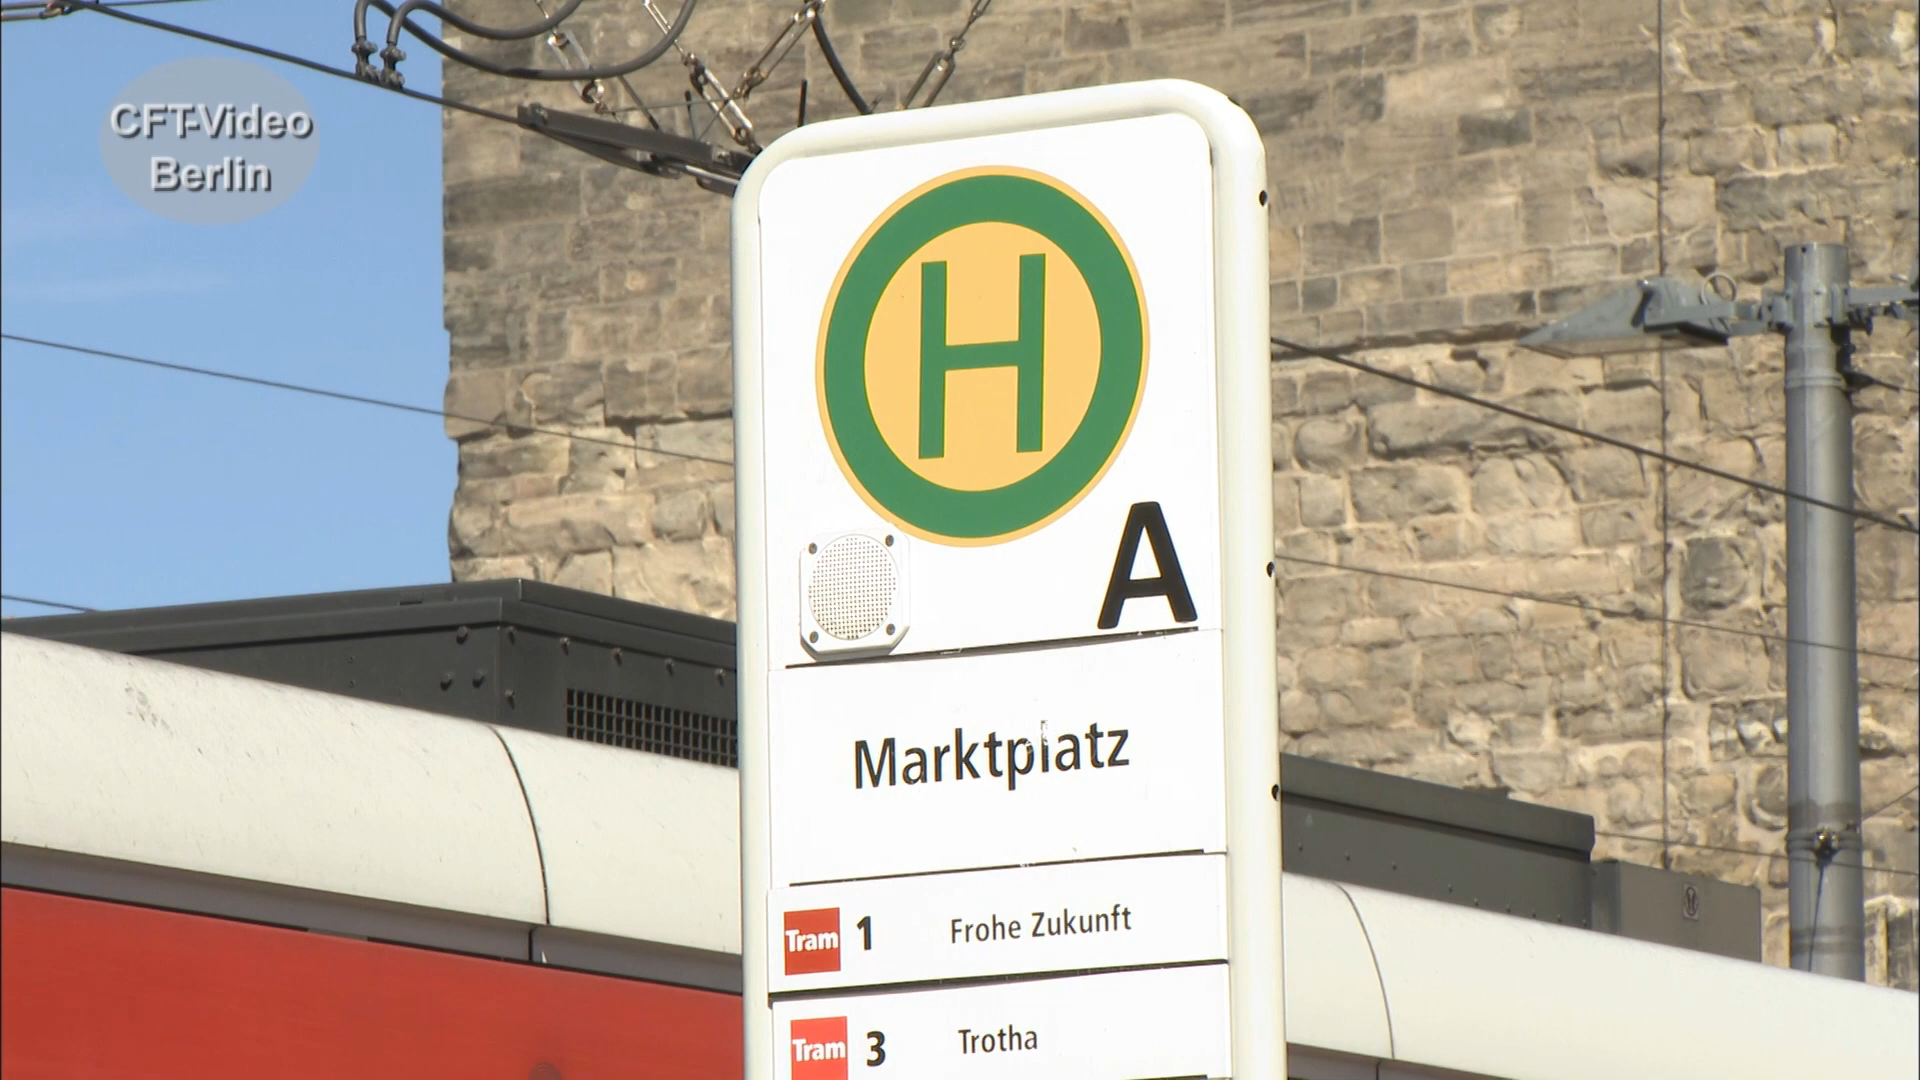 CFT-Video
Berlin
H
A
Marktplatz
Tram 1 Frohe Zukunft
Tram 3 Trotha